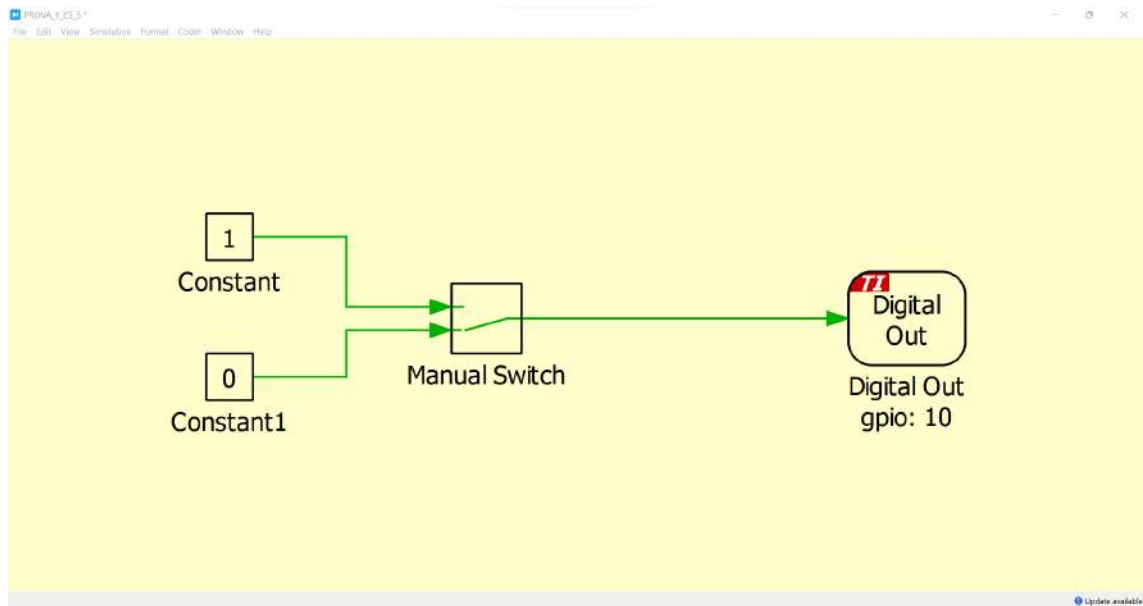 PROVA_1_ES_5 *
File Edit View Simulation Format Coder Window Help
1
Constant
0
Constant1
Manual Switch
TI
Digital
Out
Digital Out
gpio: 10
Update available